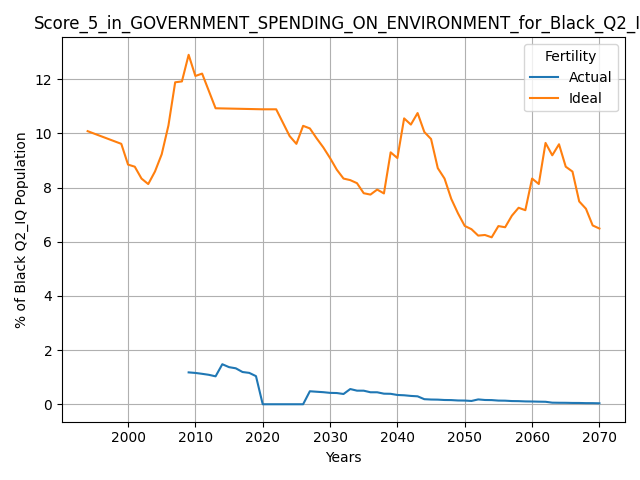 Score_5_in_GOVERNMENT_SPENDING_ON_ENVIRONMENT_for_Black_Q2_I
Fertility
Actual
Ideal
% of Black Q2_IQ Population
12
10
8
6
4
2
0
2000 2010 2020 2030 2040 2050 2060 2070
Years